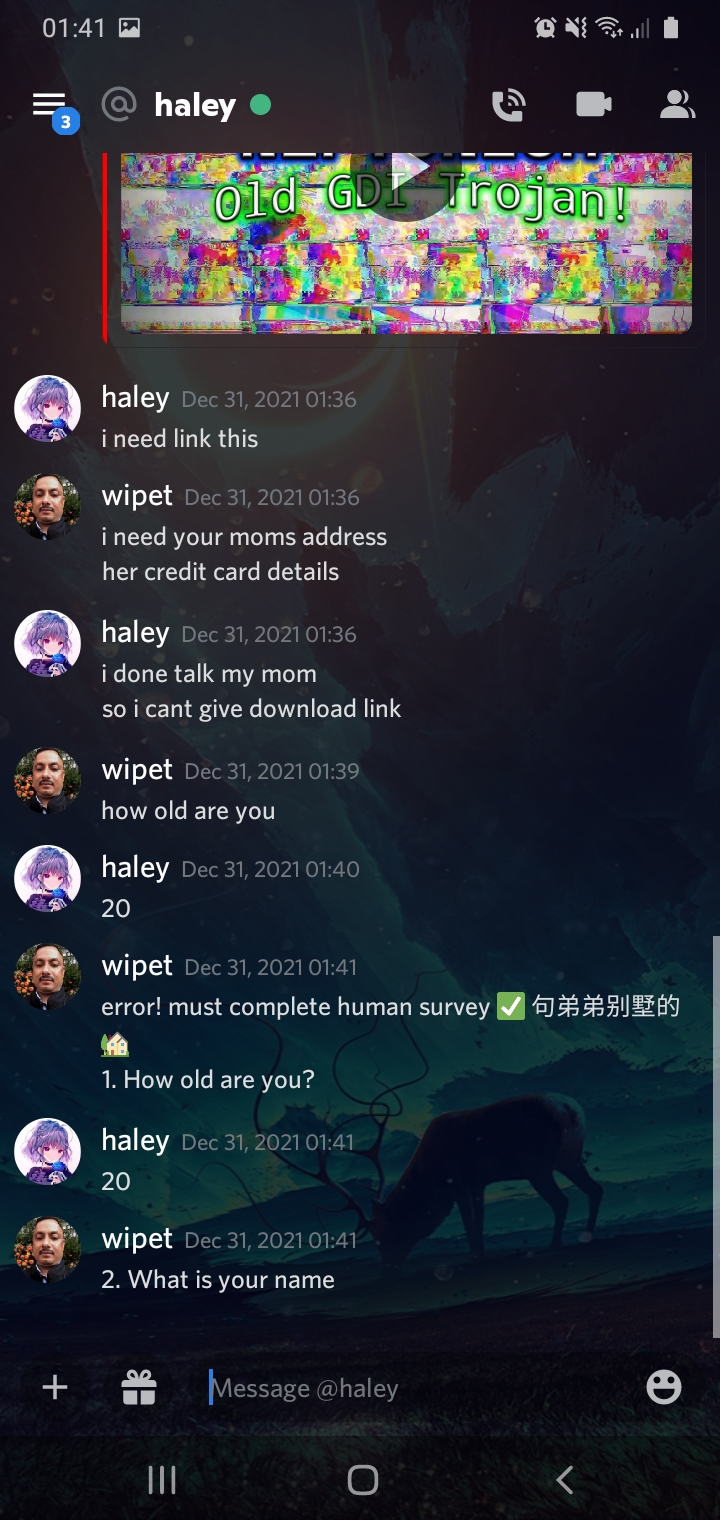 01:41
3
haley
Old GDI Trojan!
haley Dec 31, 2021 01:36
i need link this
wipet Dec 31, 2021 01:36
i need your moms address
her credit card details
haley Dec 31, 2021 01:36
i done talk my mom
so i cant give download link
wipet Dec 31, 2021 01:39
how old are you
haley Dec 31, 2021 01:40
20
wipet Dec 31, 2021 01:41
error! must complete human survey ✅ 句弟弟别墅的
🏡
1. How old are you?
haley Dec 31, 2021 01:41
20
wipet Dec 31, 2021 01:41
2. What is your name
Message @haley